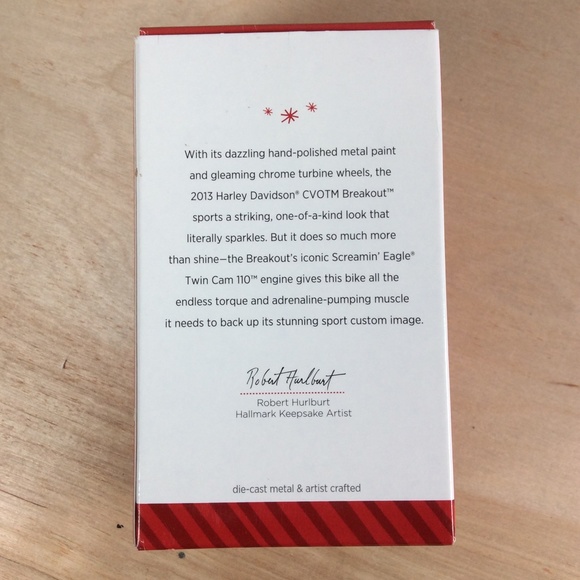 With its dazzling hand-polished metal paint
and gleaming chrome turbine wheels, the
2013 Harley Davidson® CVOTM Breakout™
sports a striking, one-of-a-kind look that
literally sparkles. But it does so much more
than shine—the Breakout's iconic Screamin' Eagle®
Twin Cam 110™ engine gives this bike all the
endless torque and adrenaline-pumping muscle
it needs to back up its stunning sport custom image.
Robert Hurlburt
Robert Hurlburt
Hallmark Keepsake Artist
die-cast metal & artist crafted